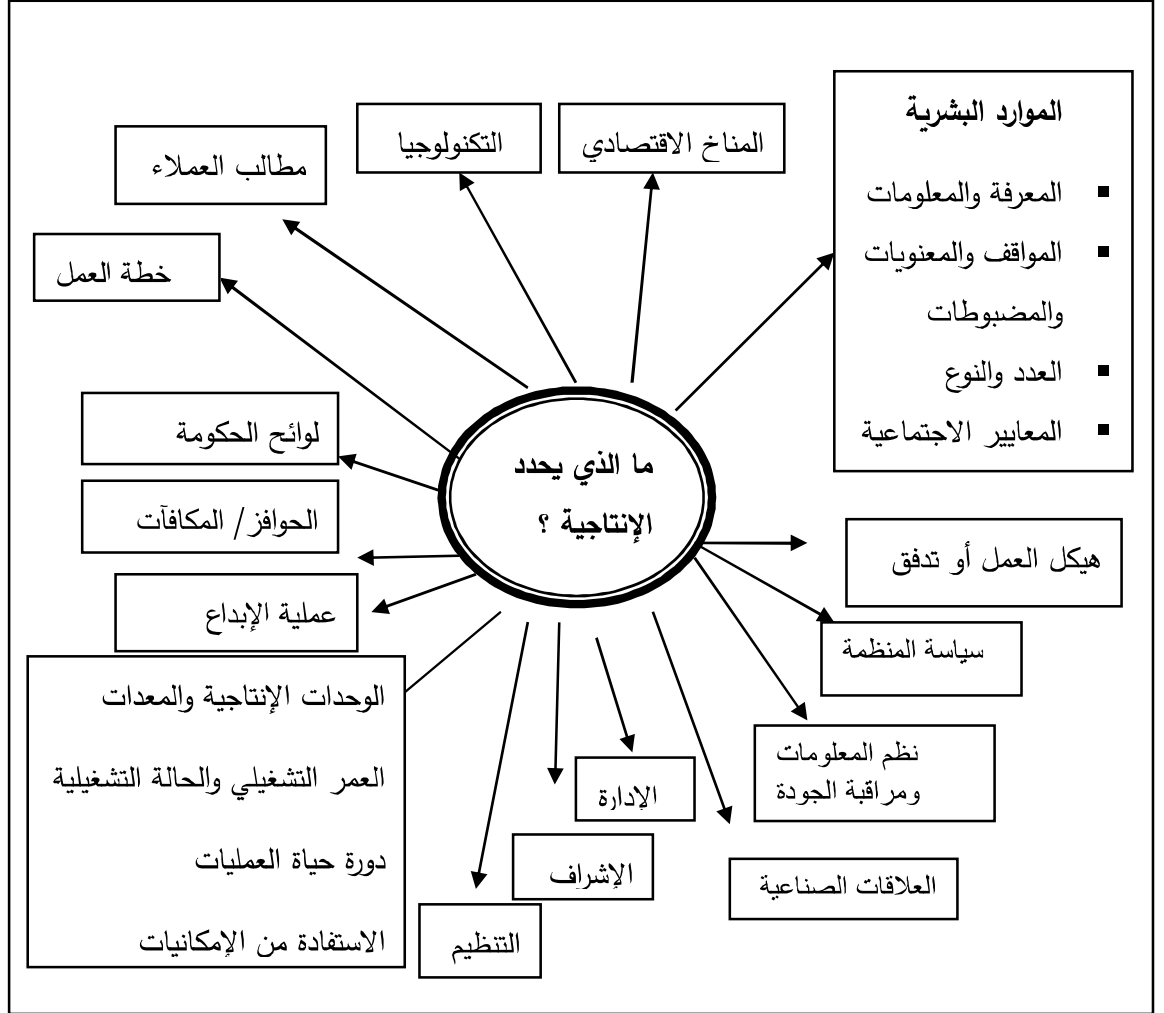 ما الذي يحدد
الإنتاجية ؟
الموارد البشرية
▪ المعرفة والمعلومات
▪ المواقف والمعنويات
والمضبوطات
▪ العدد والنوع
▪ المعايير الاجتماعية
المناخ الاقتصادي
التكنولوجيا
مطالب العملاء
خطة العمل
لوائح الحكومة
الحوافز/ المكافآت
عملية الإبداع
الوحدات الإنتاجية والمعدات
العمر التشغيلي والحالة التشغيلية
دورة حياة العمليات
الاستفادة من الإمكانيات
التنظيم
الإشراف
الإدارة
العلاقات الصناعية
نظم المعلومات
ومراقبة الجودة
سياسة المنظمة
هيكل العمل أو تدفق